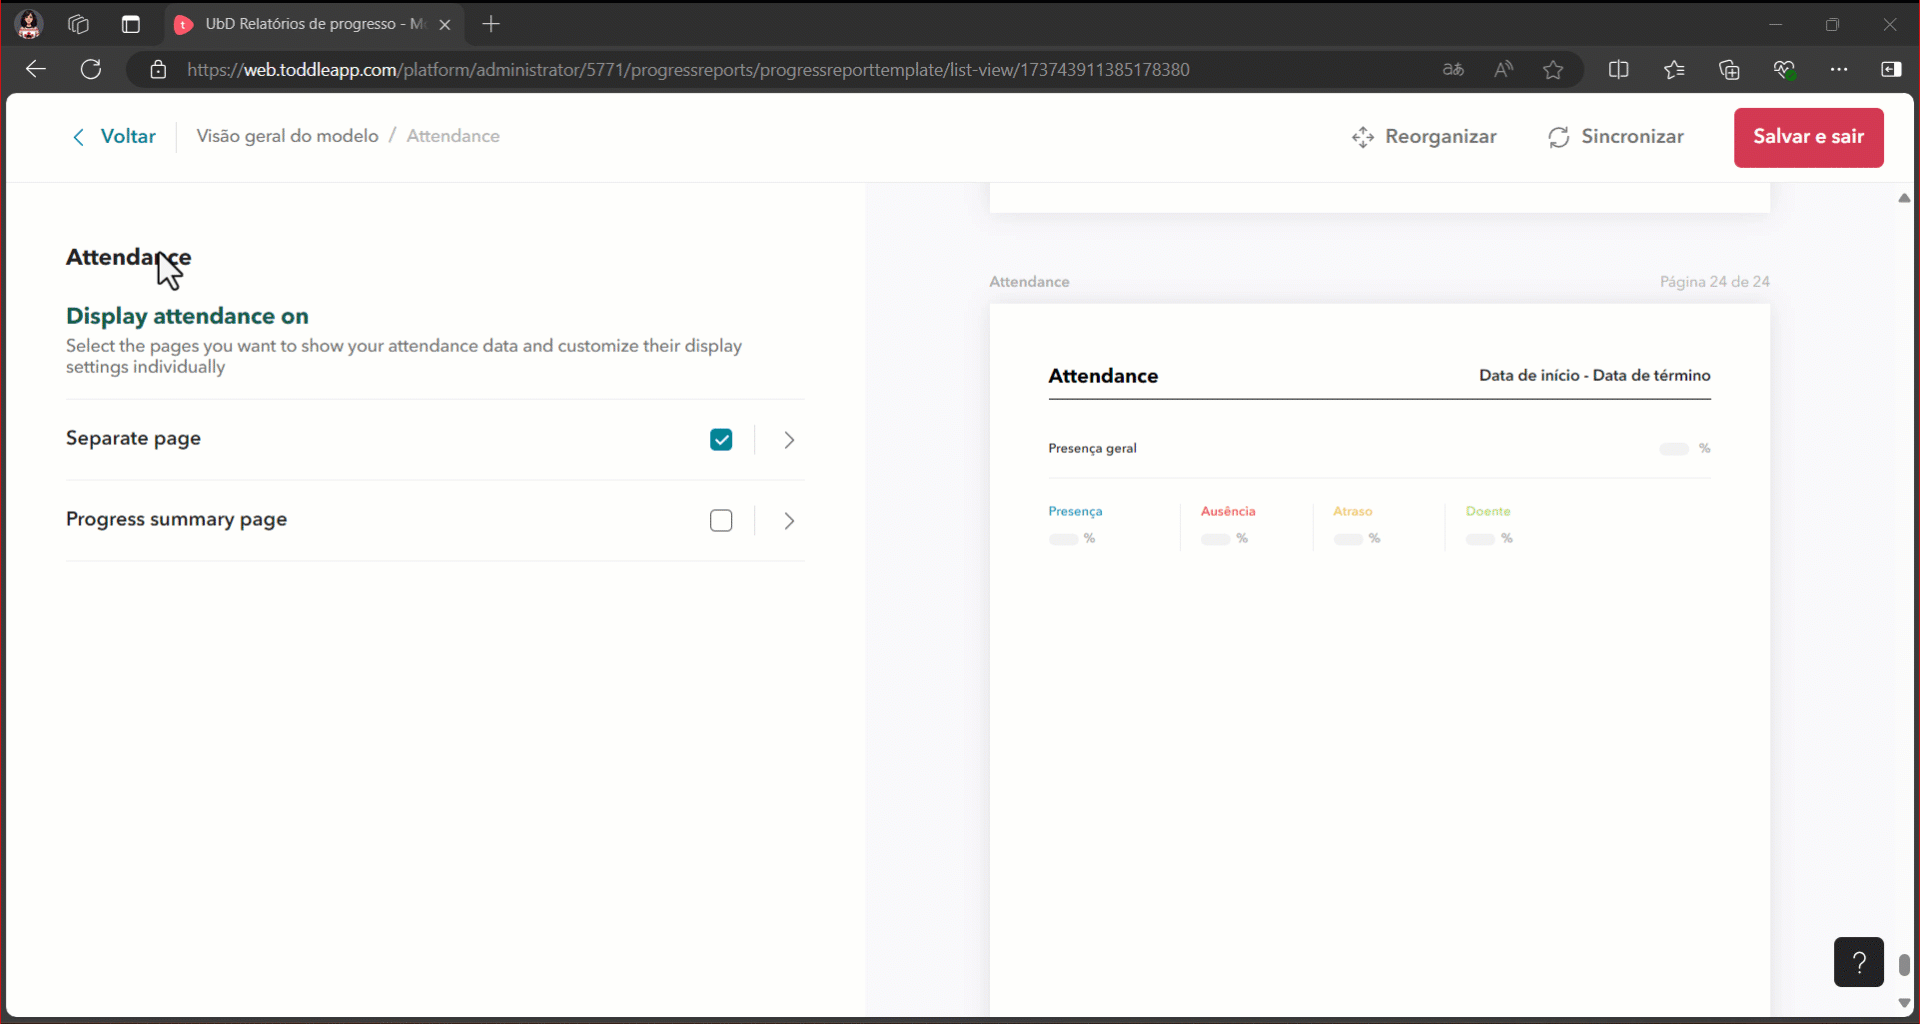 UbD Relatórios de progresso - M
https://web.toddleapp.com/platform/administrator/5771/progressreports/progressreporttemplate/list-view/173743911385178380
Voltar
Visão geral do modelo / Attendance
Reorganizar
Sincronizar
Salvar e sair
Attendance
Display attendance on
Select the pages you want to show your attendance data and customize their display
settings individually
Separate page
Progress summary page
Attendance
Página 24 de 24
Attendance
Data de início - Data de término
Presença geral
%
Presença
Ausência
Atraso
Doente
%
%
%
%
?